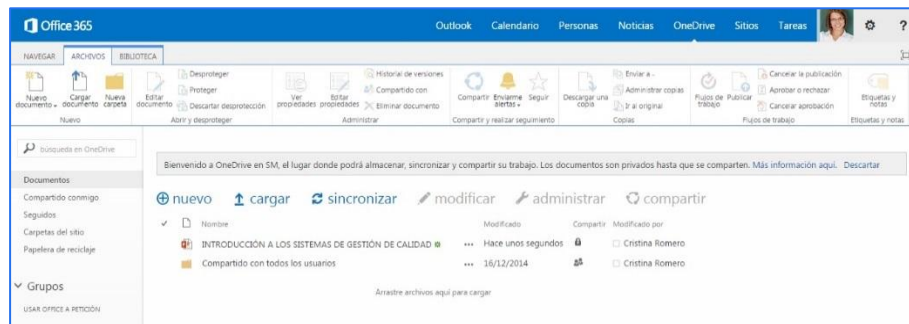 Office 365
Outlook Calendario Personas Noticias OneDrive Sitios Tareas ?
NAVEGAR ARCHIVOS BIBLIOTECA
Nuevo documento Cargar documento Nueva carpeta
Nuevo
Editar documento Desproteger Proteger Descartar desprotección
Abrir y desproteger
Ver propiedades Editar propiedades Historial de versiones Compartido con Eliminar documento
Administrar
Compartir Enviarme alertas Seguir
Compartir y realizar seguimiento
Descargar una copia Enviar a Administrar copias Ir al original
Copias
Flujos de trabajo Publicar Cancelar la publicación Aprobar o rechazar Cancelar aprobación
Flujos de trabajo
Etiquetas y notas
Etiquetas y notas
búsqueda en OneDrive
Documentos
Compartido conmigo
Seguidos
Carpetas del sitio
Papelera de reciclaje
Grupos
USAR OFFICE A PETICIÓN
Bienvenido a OneDrive en SM, el lugar donde podrá almacenar, sincronizar y compartir su trabajo. Los documentos son privados hasta que se comparten. Más información aquí. Descartar
nuevo cargar sincronizar modificar administrar compartir
Nombre Modificado Compartir Modificado por
INTRODUCCIÓN A LOS SISTEMAS DE GESTIÓN DE CALIDAD ... Hace unos segundos Cristina Romero
Compartido con todos los usuarios ... 16/12/2014 Cristina Romero
Arrastre archivos aquí para cargar